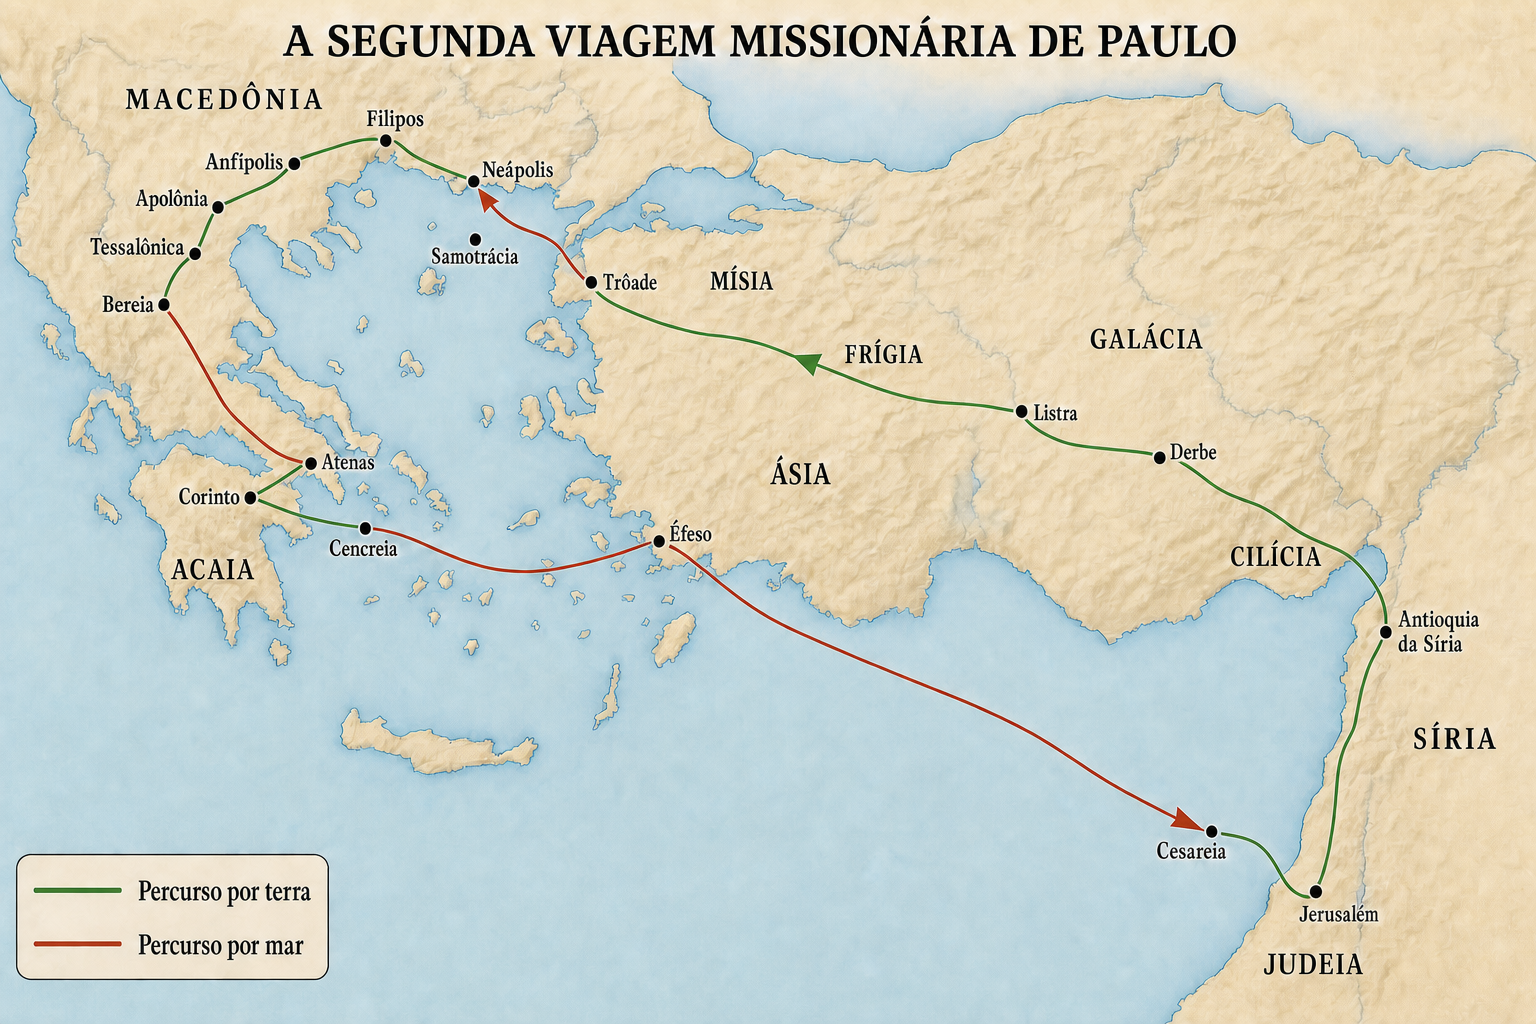 A SEGUNDA VIAGEM MISSIONÁRIA DE PAULO
MACEDÔNIA
Filipos
Anfípolis
Neápolis
Apolônia
Tessalônica
Samotrácia
Bereia
Trôade
MÍSIA
FRÍGIA
GALÁCIA
Listra
Derbe
Atenas
ÁSIA
Corinto
Cencreia
Éfeso
ACAIA
CILÍCIA
Antioquia
da Síria
SÍRIA
Cesareia
Jerusalém
JUDEIA
Percurso por terra
Percurso por mar